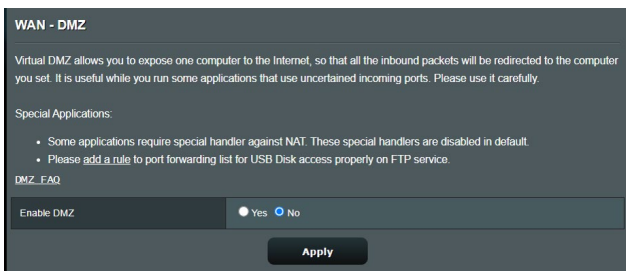 WAN - DMZ
Virtual DMZ allows you to expose one computer to the Internet, so that all the inbound packets will be redirected to the computer
you set. It is useful while you run some applications that use uncertained incoming ports. Please use it carefully.
Special Applications:
• Some applications require special handler against NAT. These special handlers are disabled in default.
• Please add a rule to port forwarding list for USB Disk access properly on FTP service.
DMZ FAQ
Enable DMZ Yes No
Apply